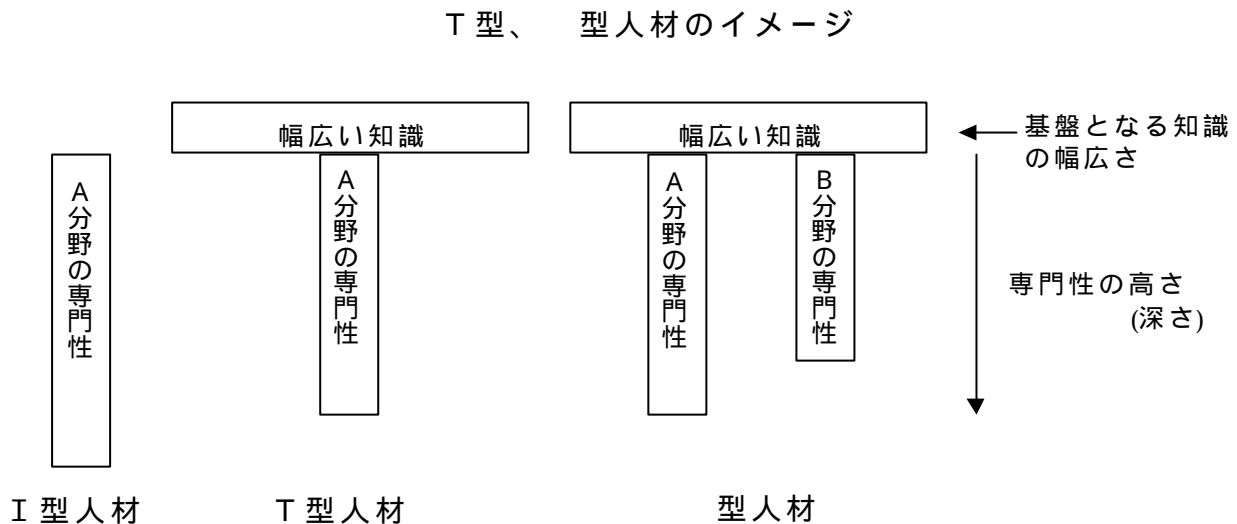 Ｔ型、　型人材のイメージ
幅広い知識
幅広い知識
基盤となる知識
の幅広さ
Ａ分野の専門性
Ａ分野の専門性
Ａ分野の専門性
Ｂ分野の専門性
専門性の高さ
(深さ)
Ｉ型人材
Ｔ型人材
型人材